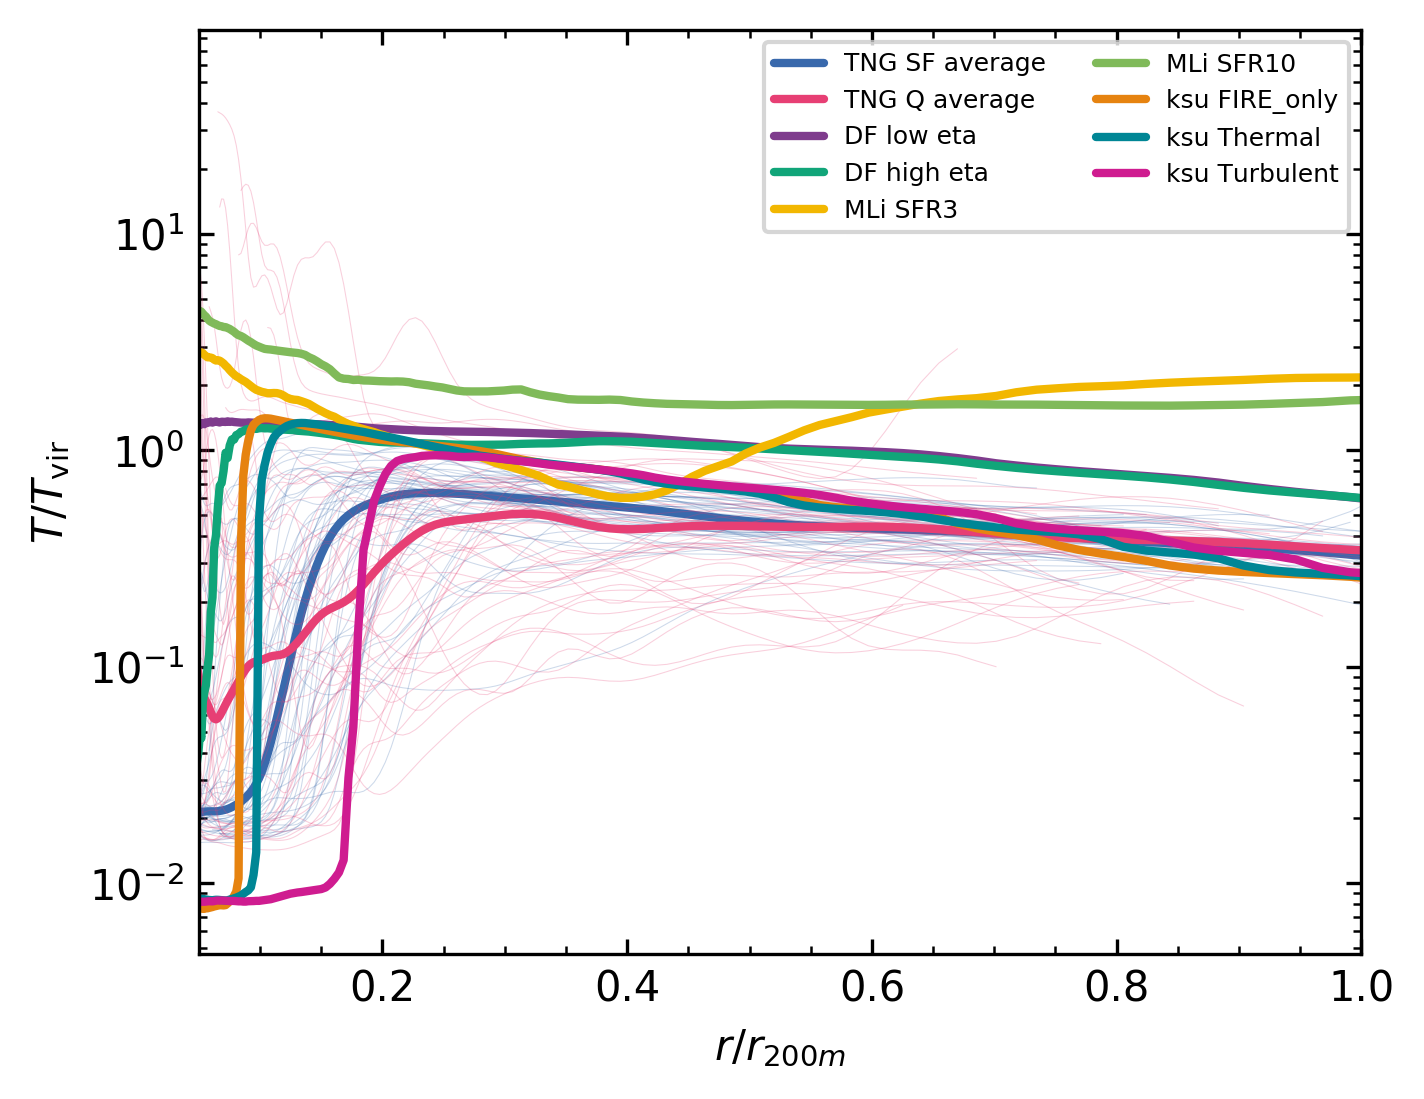 TNG SF average
TNG Q average
DF low eta
DF high eta
MLi SFR3
MLi SFR10
ksu FIRE_only
ksu Thermal
ksu Turbulent
T/T_vir
10^1
10^0
10^−1
10^−2
0.2 0.4 0.6 0.8 1.0
r/r_200m